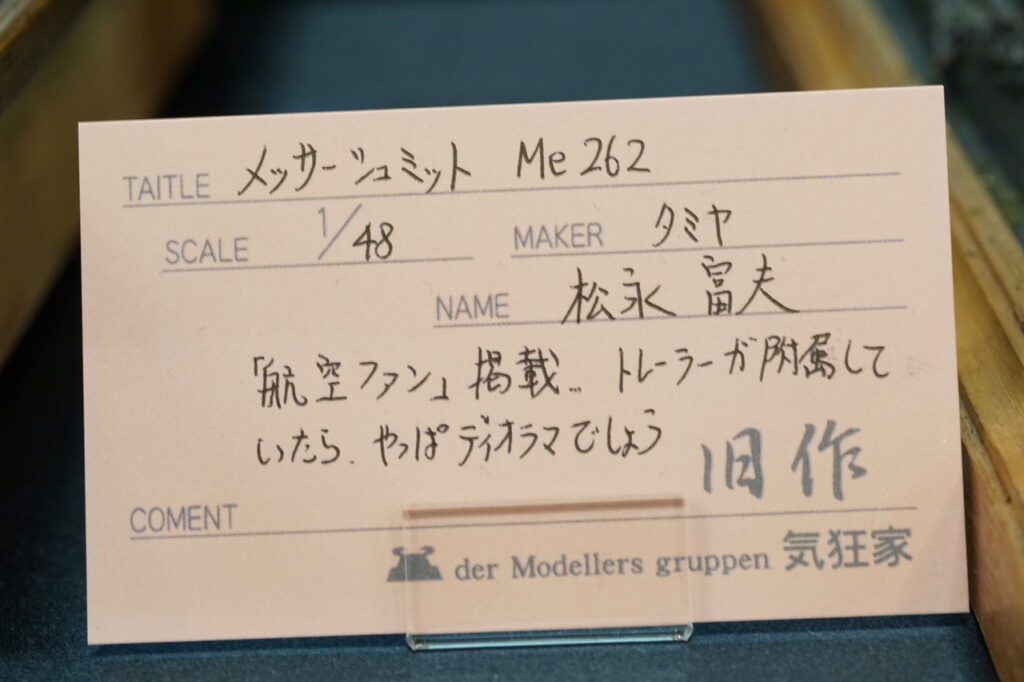 TAITLE メッサーシュミット Me262
SCALE 1/48 MAKER タミヤ
NAME 松永 富夫
「航空ファン」掲載… トレーラーが附属して
いたら、やっぱディオラマでしょう
旧作
COMENT
der Modellers gruppen 気狂家